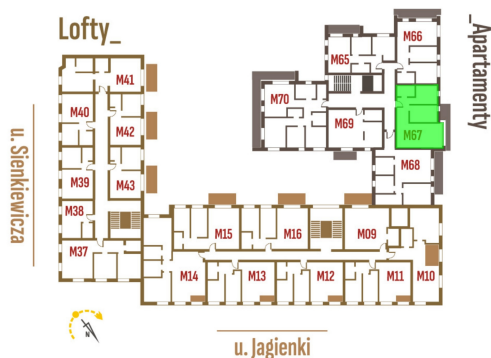 Lofty_
_Apartamenty
u. Sienkiewicza
M41
M40
M42
M39
M43
M38
M37
M66
M65
M70
M69
M67
M68
M15
M16
M09
M14
M13
M12
M11
M10
N
u. Jagienki